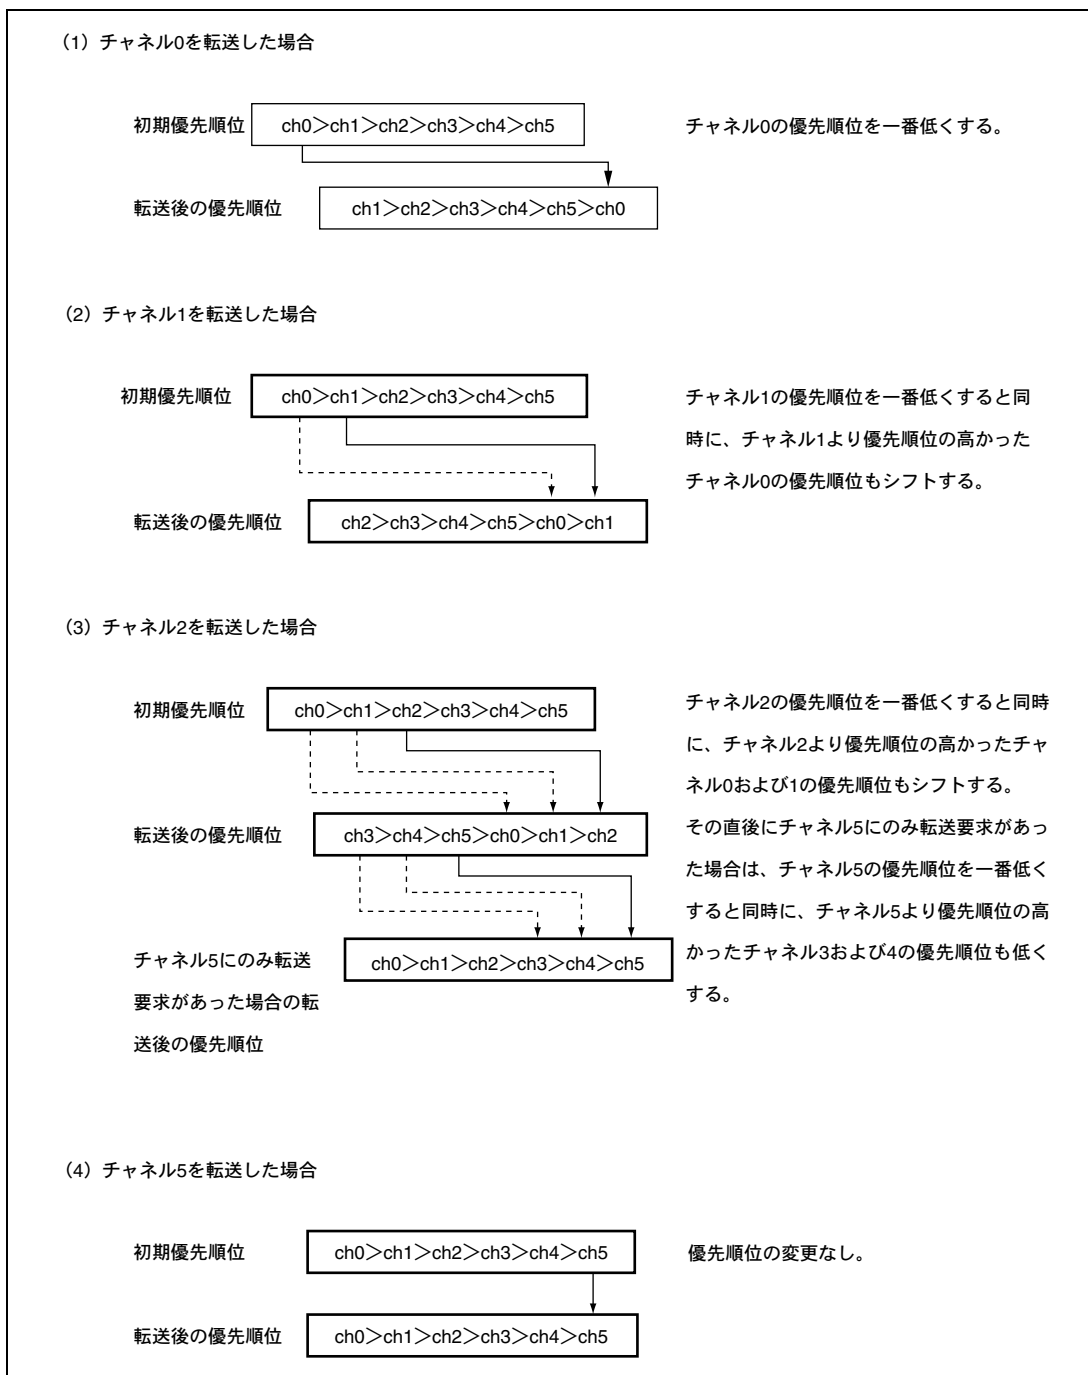 （1）チャネル0を転送した場合
初期優先順位
ch0＞ch1＞ch2＞ch3＞ch4＞ch5
チャネル0の優先順位を一番低くする。
転送後の優先順位
ch1＞ch2＞ch3＞ch4＞ch5＞ch0
（2）チャネル1を転送した場合
初期優先順位
ch0＞ch1＞ch2＞ch3＞ch4＞ch5
チャネル1の優先順位を一番低くすると同
時に、チャネル1より優先順位の高かった
チャネル0の優先順位もシフトする。
転送後の優先順位
ch2＞ch3＞ch4＞ch5＞ch0＞ch1
（3）チャネル2を転送した場合
初期優先順位
ch0＞ch1＞ch2＞ch3＞ch4＞ch5
チャネル2の優先順位を一番低くすると同時
に、チャネル2より優先順位の高かったチャ
ネル0および1の優先順位もシフトする。
その直後にチャネル5にのみ転送要求があっ
た場合は、チャネル5の優先順位を一番低く
すると同時に、チャネル5より優先順位の高
かったチャネル3および4の優先順位も低く
する。
転送後の優先順位
ch3＞ch4＞ch5＞ch0＞ch1＞ch2
チャネル5にのみ転送
要求があった場合の転
送後の優先順位
ch0＞ch1＞ch2＞ch3＞ch4＞ch5
（4）チャネル5を転送した場合
初期優先順位
ch0＞ch1＞ch2＞ch3＞ch4＞ch5
優先順位の変更なし。
転送後の優先順位
ch0＞ch1＞ch2＞ch3＞ch4＞ch5